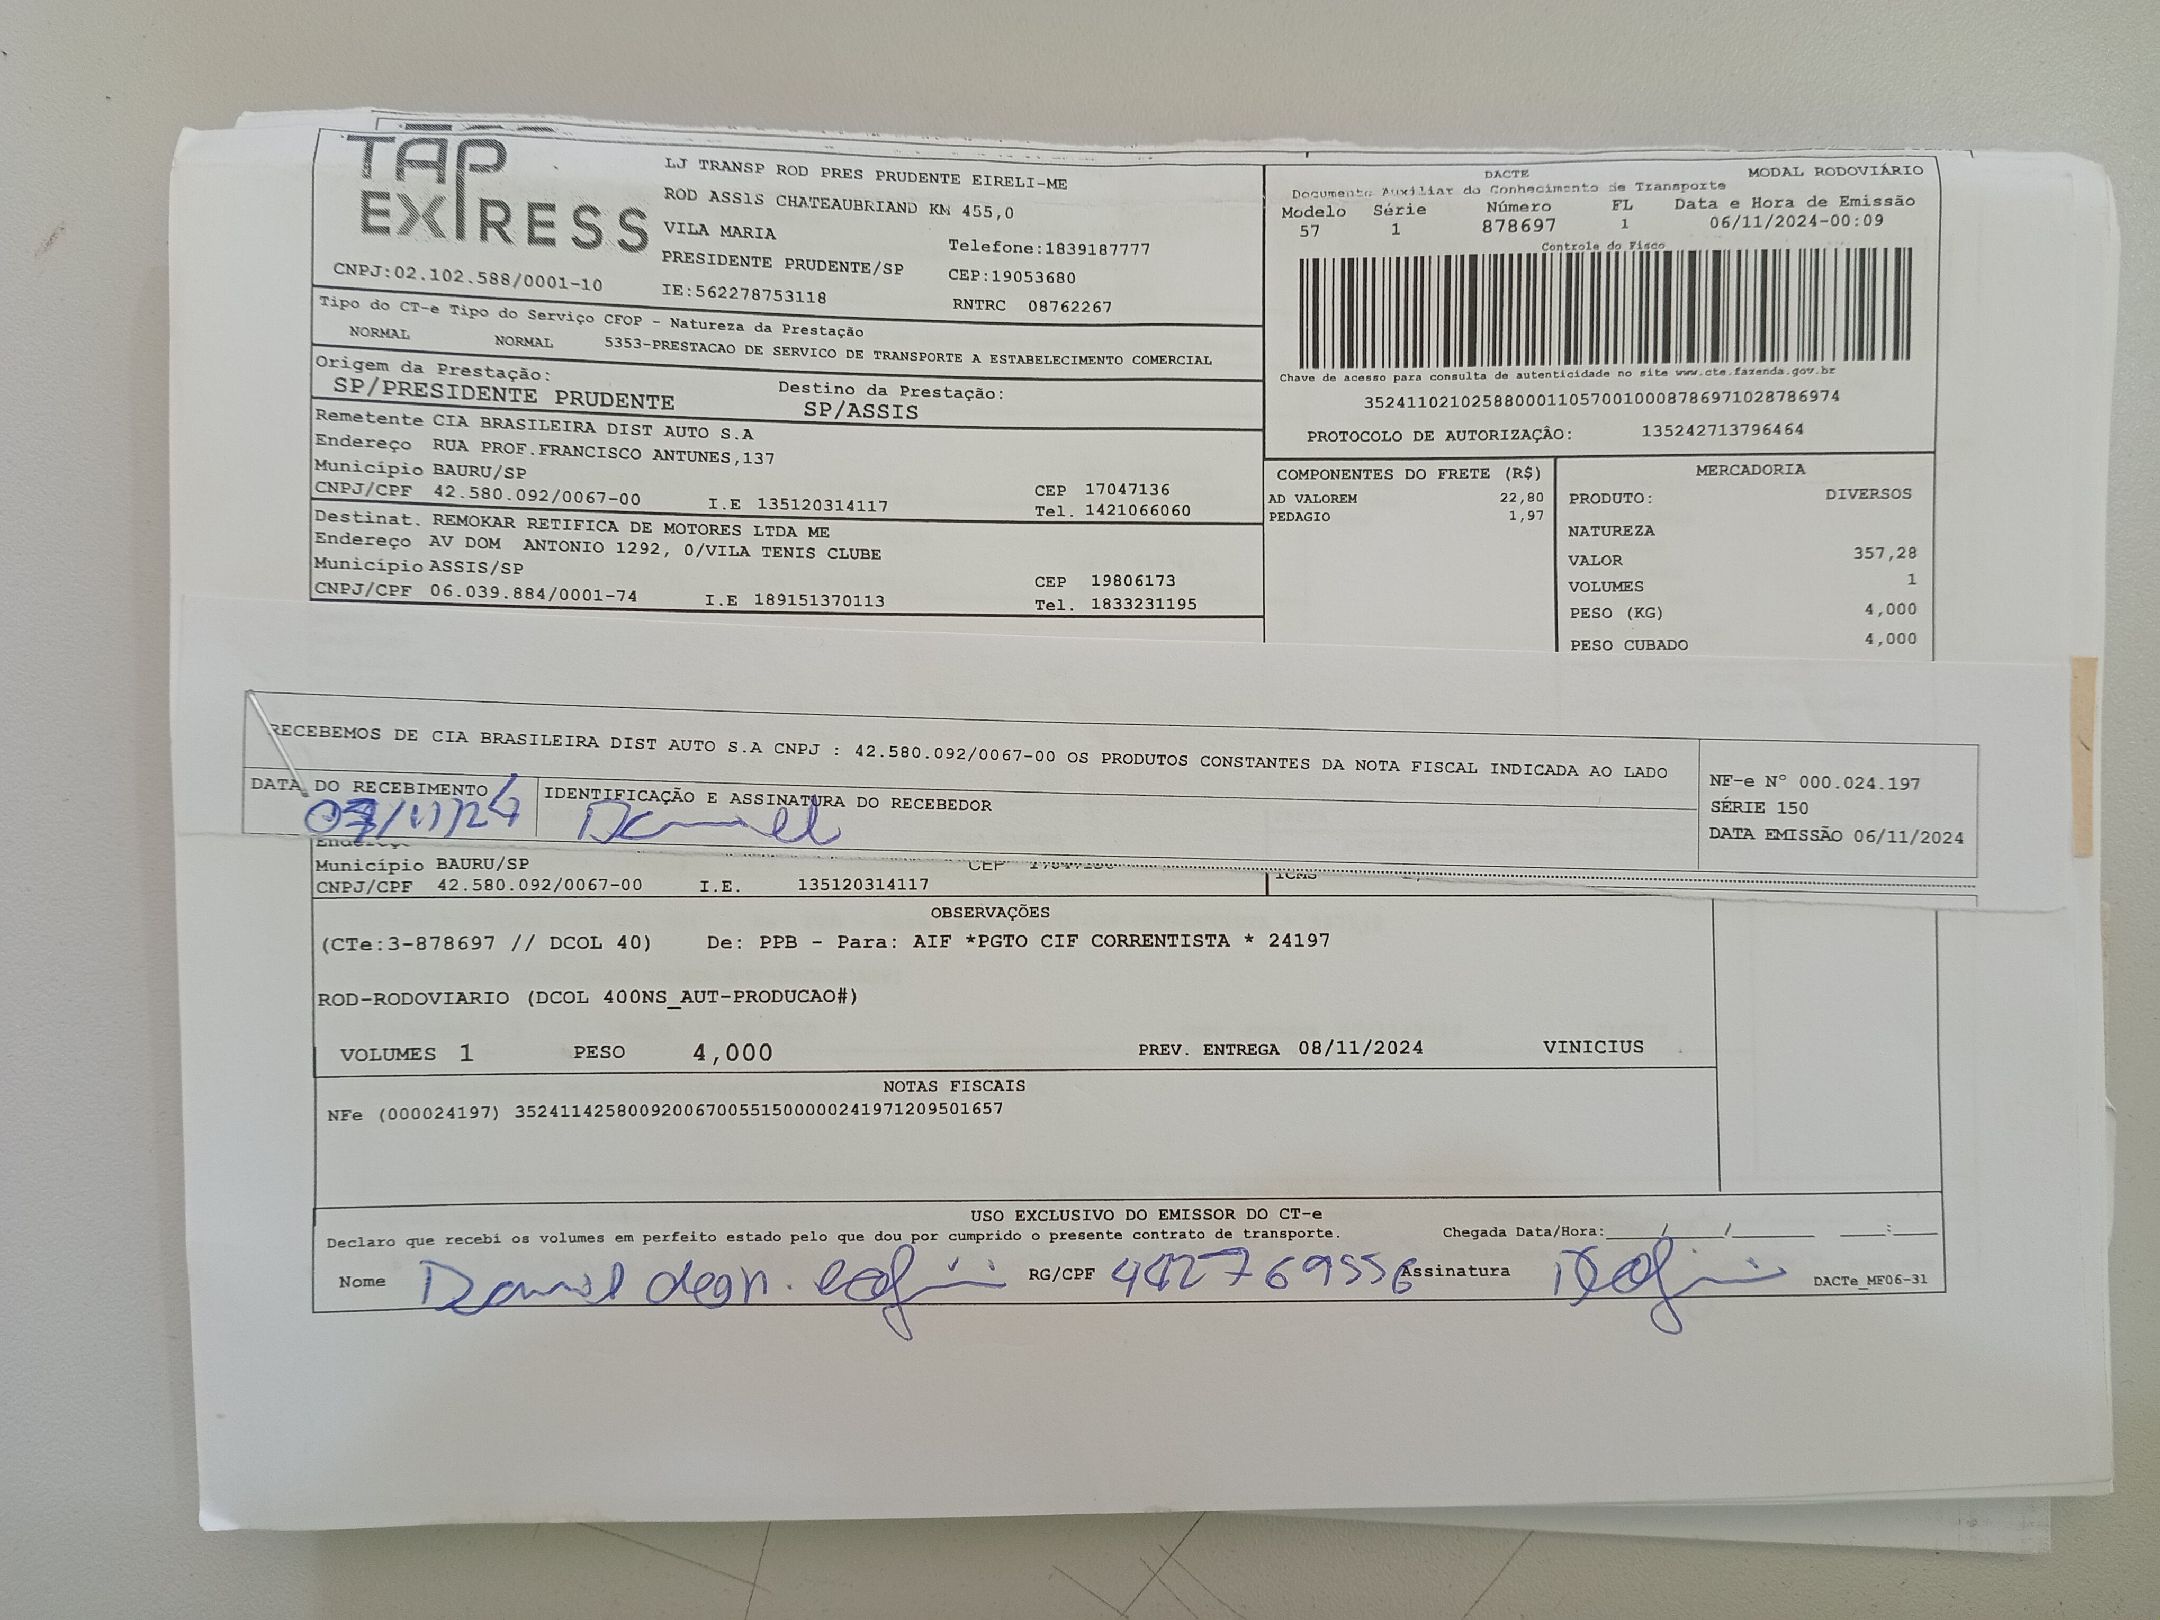 TAP EXPRESS
LJ TRANSP ROD PRES PRUDENTE EIRELI-ME
ROD ASSIS CHATEAUBRIAND KM 455,0
VILA MARIA
Telefone:1839187777
PRESIDENTE PRUDENTE/SP
CEP:19053680
CNPJ:02.102.588/0001-10
IE:562278753118
RNTRC 08762267
DACTE
MODAL RODOVIÁRIO
Documento Auxiliar do Conhecimento de Transporte
Modelo Série Número FL Data e Hora de Emissão
57 1 878697 1 06/11/2024-00:09
Controle do Fisco
Chave de acesso para consulta de autenticidade no site www.cte.fazenda.gov.br
35241102102588000110570010008786971028786974
PROTOCOLO DE AUTORIZAÇÃO: 135242713796464
Tipo do CT-e Tipo do Serviço CFOP - Natureza da Prestação
NORMAL NORMAL 5353-PRESTACAO DE SERVICO DE TRANSPORTE A ESTABELECIMENTO COMERCIAL
Origem da Prestação: Destino da Prestação:
SP/PRESIDENTE PRUDENTE SP/ASSIS
Remetente CIA BRASILEIRA DIST AUTO S.A
Endereço RUA PROF.FRANCISCO ANTUNES,137
Município BAURU/SP CEP 17047136
CNPJ/CPF 42.580.092/0067-00 I.E 135120314117 Tel. 1421066060
Destinat. REMOKAR RETIFICA DE MOTORES LTDA ME
Endereço AV DOM ANTONIO 1292, 0/VILA TENIS CLUBE
Município ASSIS/SP CEP 19806173
CNPJ/CPF 06.039.884/0001-74 I.E 189151370113 Tel. 1833231195
COMPONENTES DO FRETE (R$)
AD VALOREM 22,80
PEDAGIO 1,97
MERCADORIA
PRODUTO: DIVERSOS
NATUREZA
VALOR 357,28
VOLUMES 1
PESO (KG) 4,000
PESO CUBADO 4,000
RECEBEMOS DE CIA BRASILEIRA DIST AUTO S.A CNPJ : 42.580.092/0067-00 OS PRODUTOS CONSTANTES DA NOTA FISCAL INDICADA AO LADO
DATA DO RECEBIMENTO IDENTIFICAÇÃO E ASSINATURA DO RECEBEDOR
07/11/24 Daniel
NF-e N° 000.024.197
SÉRIE 150
DATA EMISSÃO 06/11/2024
Município BAURU/SP CEP
CNPJ/CPF 42.580.092/0067-00 I.E. 135120314117
ICMS
OBSERVAÇÕES
(CTe:3-878697 // DCOL 40) De: PPB - Para: AIF *PGTO CIF CORRENTISTA * 24197
ROD-RODOVIARIO (DCOL 400NS_AUT-PRODUCAO#)
VOLUMES 1 PESO 4,000 PREV. ENTREGA 08/11/2024 VINICIUS
NOTAS FISCAIS
NFe (000024197) 35241142580092006700551500000241971209501657
USO EXCLUSIVO DO EMISSOR DO CT-e
Declaro que recebi os volumes em perfeito estado pelo que dou por cumprido o presente contrato de transporte. Chegada Data/Hora:___/___/___ ___:___
Nome Daniel RG/CPF 442769556 Assinatura
DACTe_MF06-31